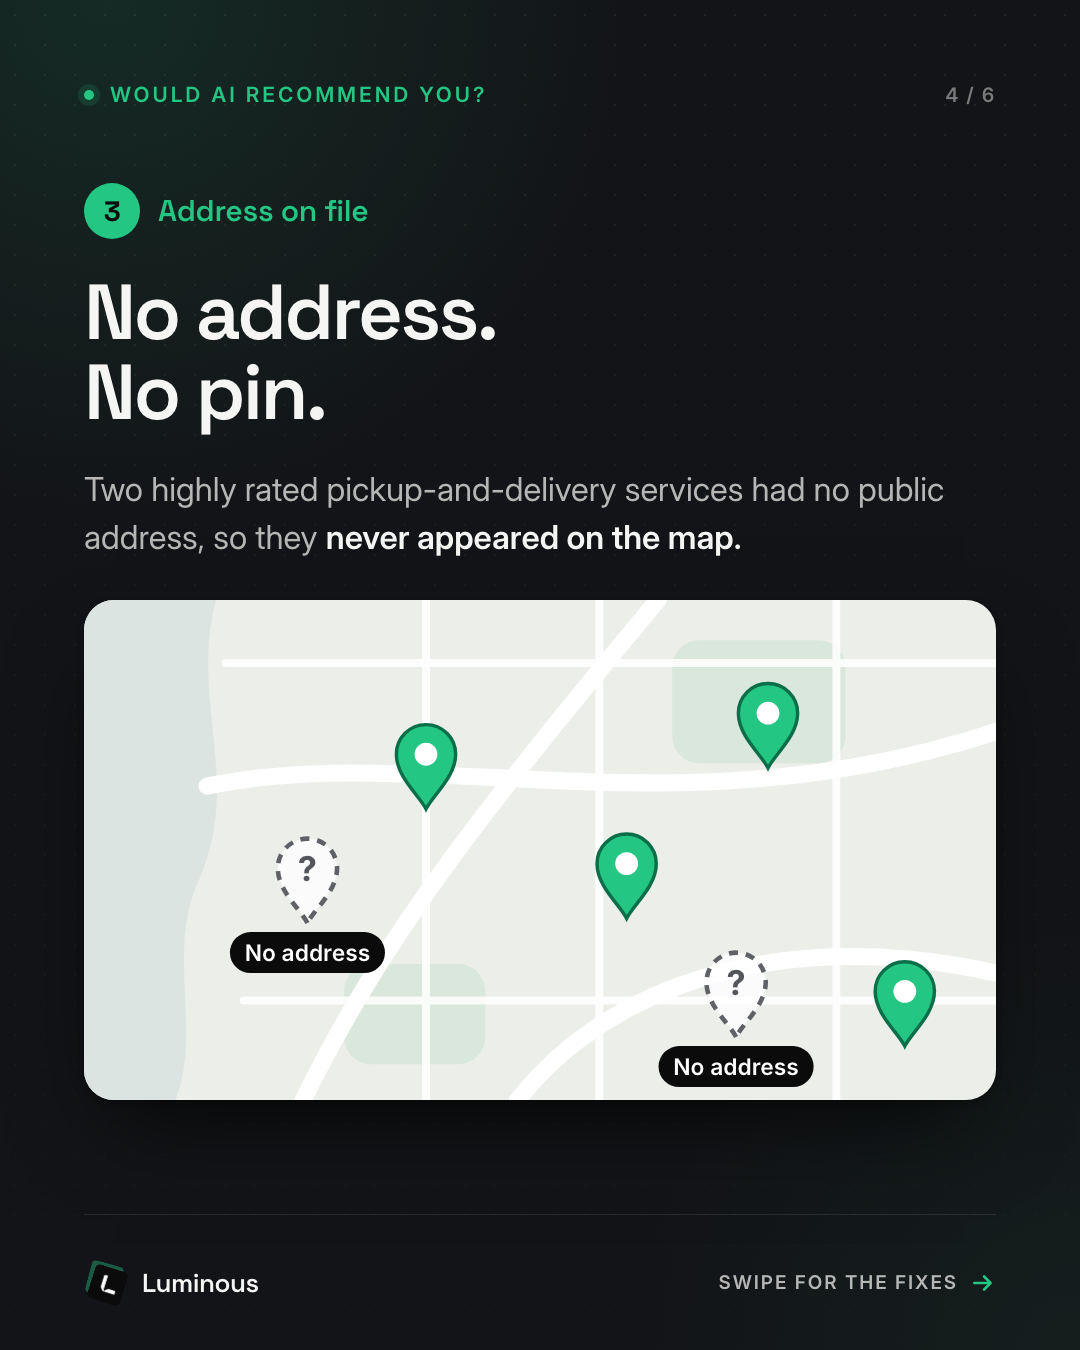 WOULD AI RECOMMEND YOU?
4 / 6
3
Address on file
No address.
No pin.
Two highly rated pickup-and-delivery services had no public
address, so they never appeared on the map.
?
No address
?
No address
L
Luminous
SWIPE FOR THE FIXES →